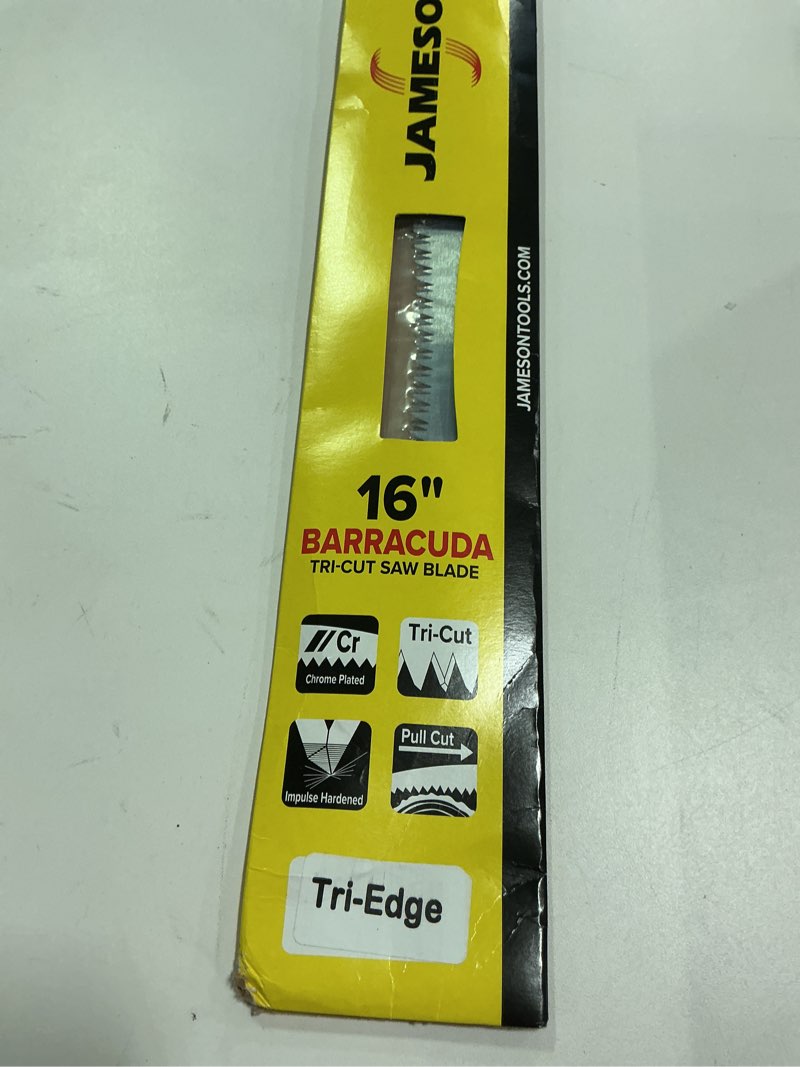 JAMESO
JAMESONTOOLS.COM
16"
BARRACUDA
TRI-CUT SAW BLADE
Cr
Chrome Plated
Tri-Cut
Impulse Hardened
Pull Cut
Tri-Edge